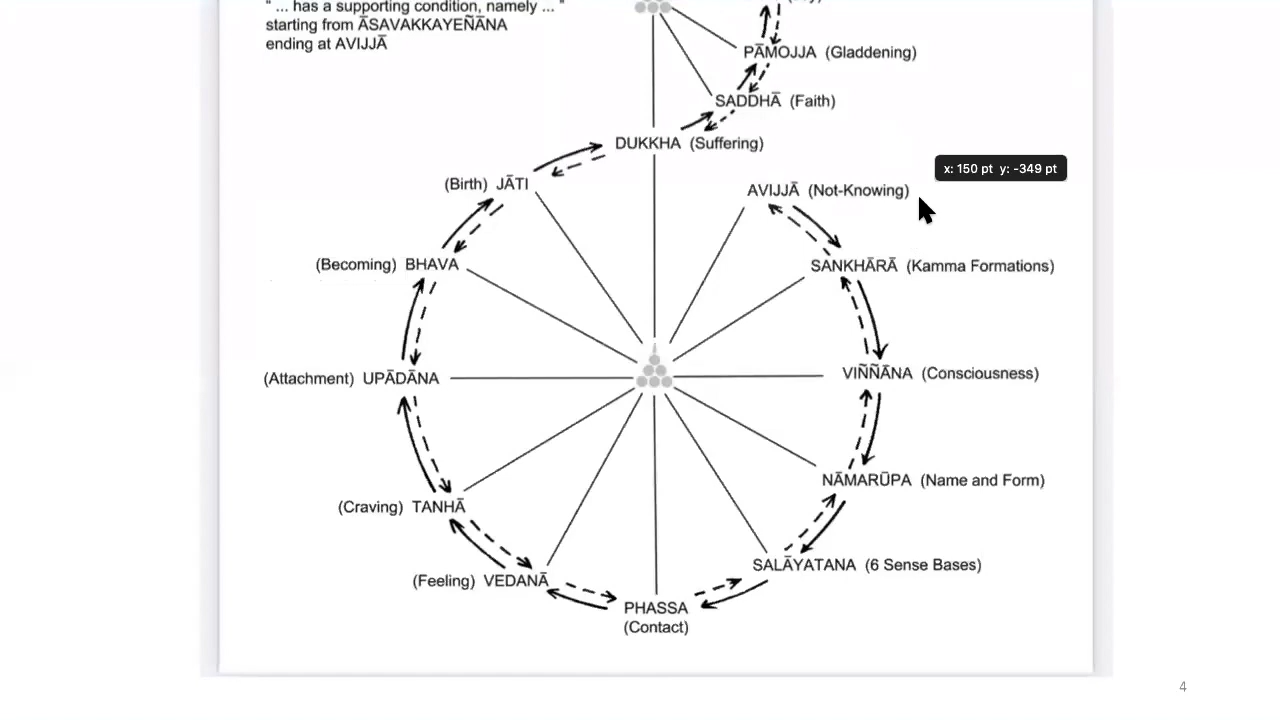 " ... has a supporting condition, namely ... "
starting from ĀSAVAKKAYEÑĀNA
ending at AVIJJĀ
PĀMOJJA (Gladdening)
SADDHĀ (Faith)
DUKKHA (Suffering)
x: 150 pt y: -349 pt
(Birth) JĀTI
AVIJJĀ (Not-Knowing)
(Becoming) BHAVA
SANKHĀRĀ (Kamma Formations)
(Attachment) UPĀDĀNA
VIÑÑĀNA (Consciousness)
NĀMARŪPA (Name and Form)
(Craving) TANHĀ
SALĀYATANA (6 Sense Bases)
(Feeling) VEDANĀ
PHASSA
(Contact)
4